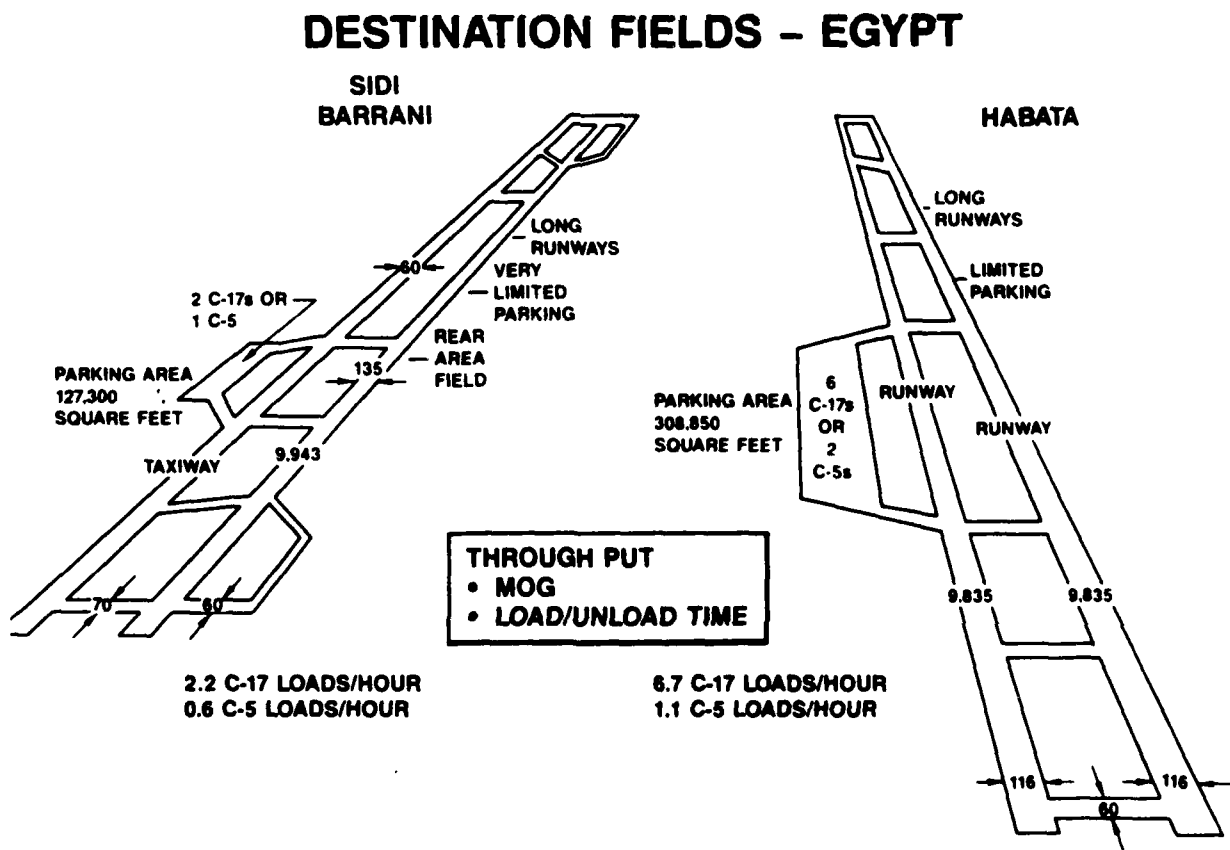 DESTINATION FIELDS – EGYPT
SIDI
BARRANI
LONG
RUNWAYS
60
VERY
LIMITED
PARKING
2 C-17s OR
1 C-5
REAR
AREA
FIELD
135
PARKING AREA
127.300
SQUARE FEET
TAXIWAY
9.943
70
60
2.2 C-17 LOADS/HOUR
0.6 C-5 LOADS/HOUR
THROUGH PUT
• MOG
• LOAD/UNLOAD TIME
HABATA
LONG
RUNWAYS
LIMITED
PARKING
PARKING AREA
308.850
SQUARE FEET
6
C-17s
OR
2
C-5s
RUNWAY
RUNWAY
9.835
9.835
6.7 C-17 LOADS/HOUR
1.1 C-5 LOADS/HOUR
116
116
60